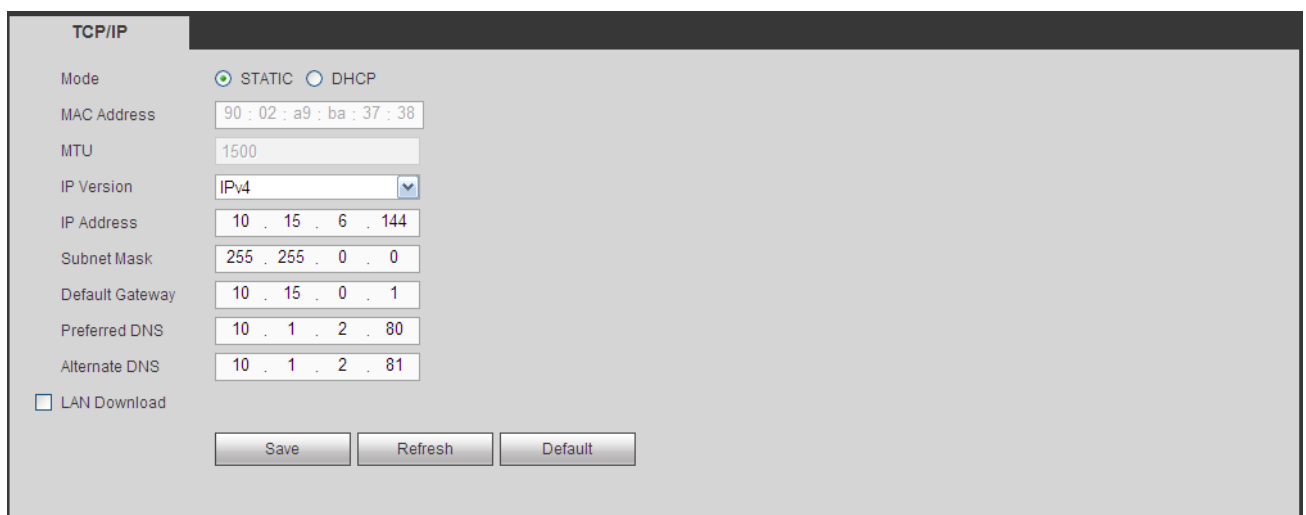 TCP/IP
Mode STATIC DHCP
MAC Address 90 : 02 : a9 : ba : 37 : 38
MTU 1500
IP Version IPv4
IP Address 10 . 15 . 6 . 144
Subnet Mask 255 . 255 . 0 . 0
Default Gateway 10 . 15 . 0 . 1
Preferred DNS 10 . 1 . 2 . 80
Alternate DNS 10 . 1 . 2 . 81
LAN Download
Save Refresh Default